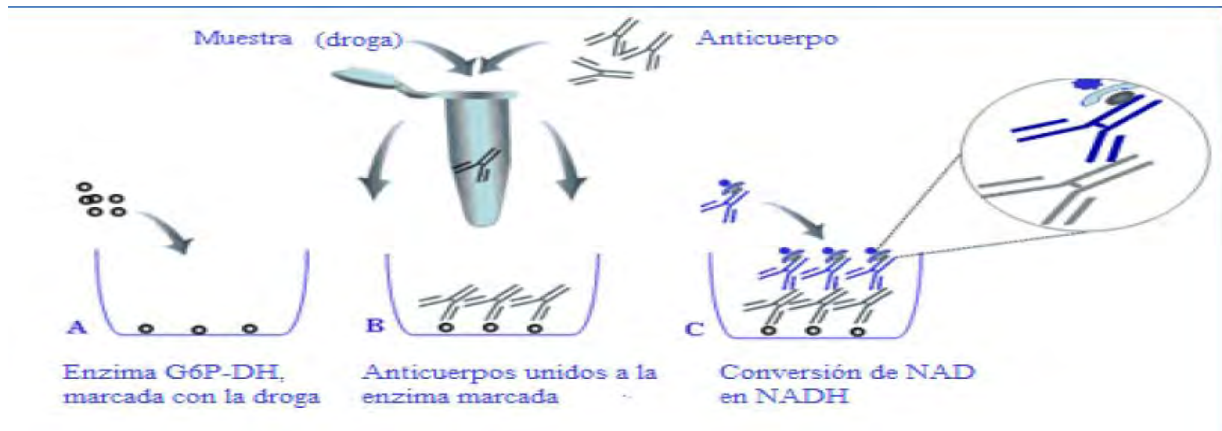 Muestra (droga)
Anticuerpo
A
B
C
Enzima G6P-DH,
marcada con la droga
Anticuerpos unidos a la
enzima marcada
Conversión de NAD
en NADH